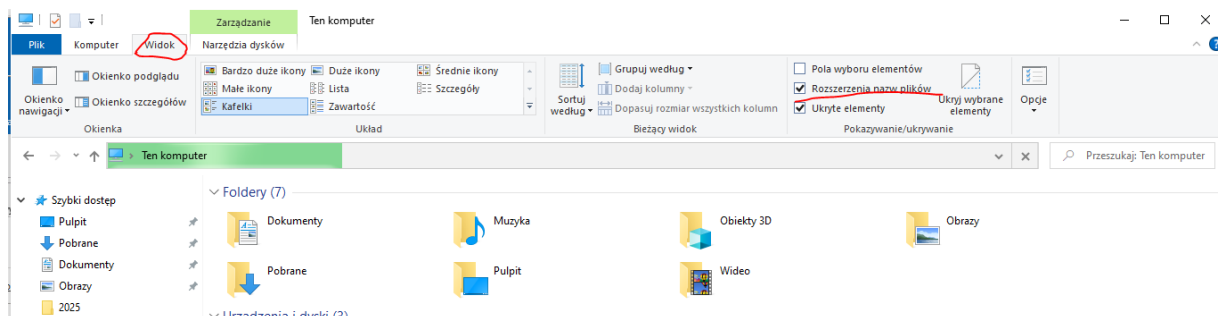 Zarządzanie
Ten komputer
Plik
Komputer
Widok
Narzędzia dysków
Okienko nawigacji
Okienko podglądu
Okienko szczegółów
Okienka
Bardzo duże ikony
Duże ikony
Średnie ikony
Małe ikony
Lista
Szczegóły
Kafelki
Zawartość
Układ
Sortuj według
Grupuj według
Dodaj kolumny
Dopasuj rozmiar wszystkich kolumn
Bieżący widok
Pola wyboru elementów
Rozszerzenia nazw plików
Ukryte elementy
Ukryj wybrane elementy
Pokazywanie/ukrywanie
Opcje
Ten komputer
Przeszukaj: Ten komputer
Szybki dostęp
Pulpit
Pobrane
Dokumenty
Obrazy
2025
Foldery (7)
Dokumenty
Muzyka
Obiekty 3D
Obrazy
Pobrane
Pulpit
Wideo
Urządzenia i dyski (3)